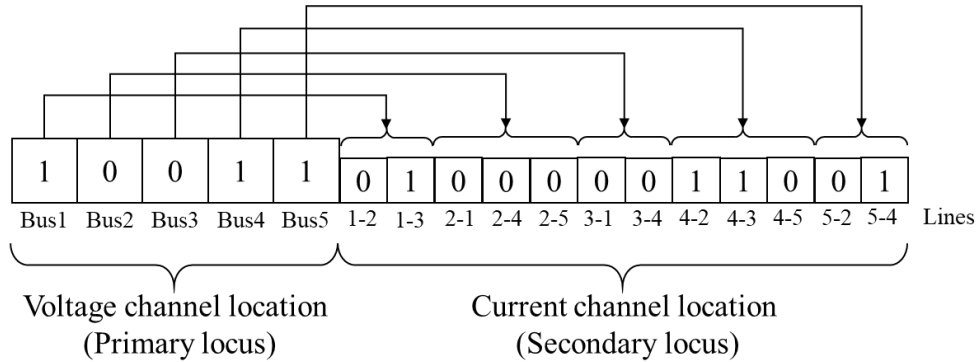 1 0 0 1 1 0 1 0 0 0 0 0 1 1 0 0 1
Bus1 Bus2 Bus3 Bus4 Bus5 1-2 1-3 2-1 2-4 2-5 3-1 3-4 4-2 4-3 4-5 5-2 5-4 Lines
Voltage channel location
(Primary locus)
Current channel location
(Secondary locus)